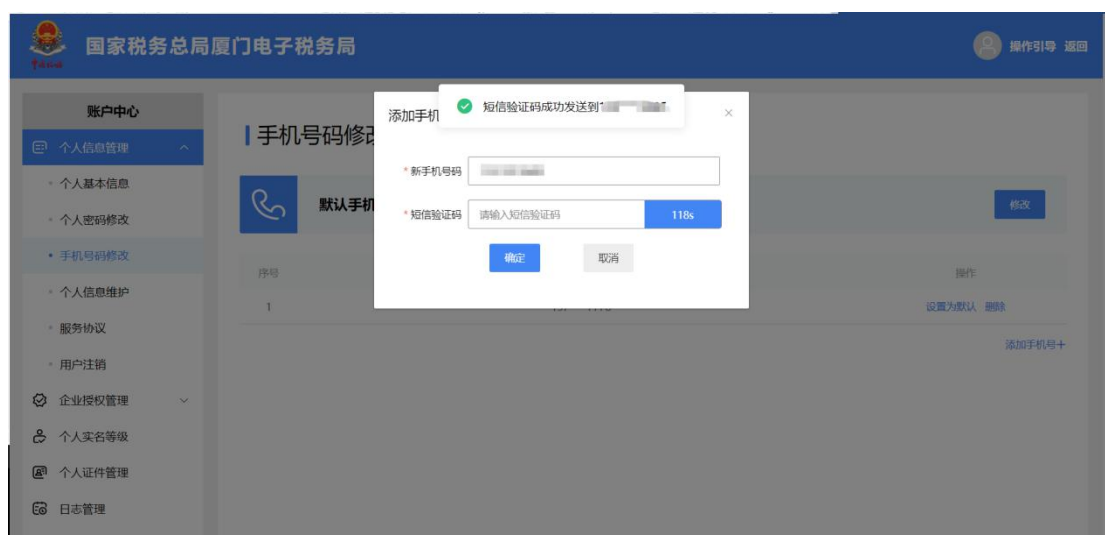 国家税务总局厦门电子税务局
操作引导 返回
账户中心
个人信息管理
个人基本信息
个人密码修改
手机号码修改
个人信息维护
服务协议
用户注销
企业授权管理
个人实名等级
个人证件管理
日志管理
手机号码修改
默认手机
修改
序号
操作
1
设置为默认 删除
添加手机号+
添加手机
短信验证码成功发送到
×
*新手机号码
*短信验证码
请输入短信验证码
118s
确定
取消